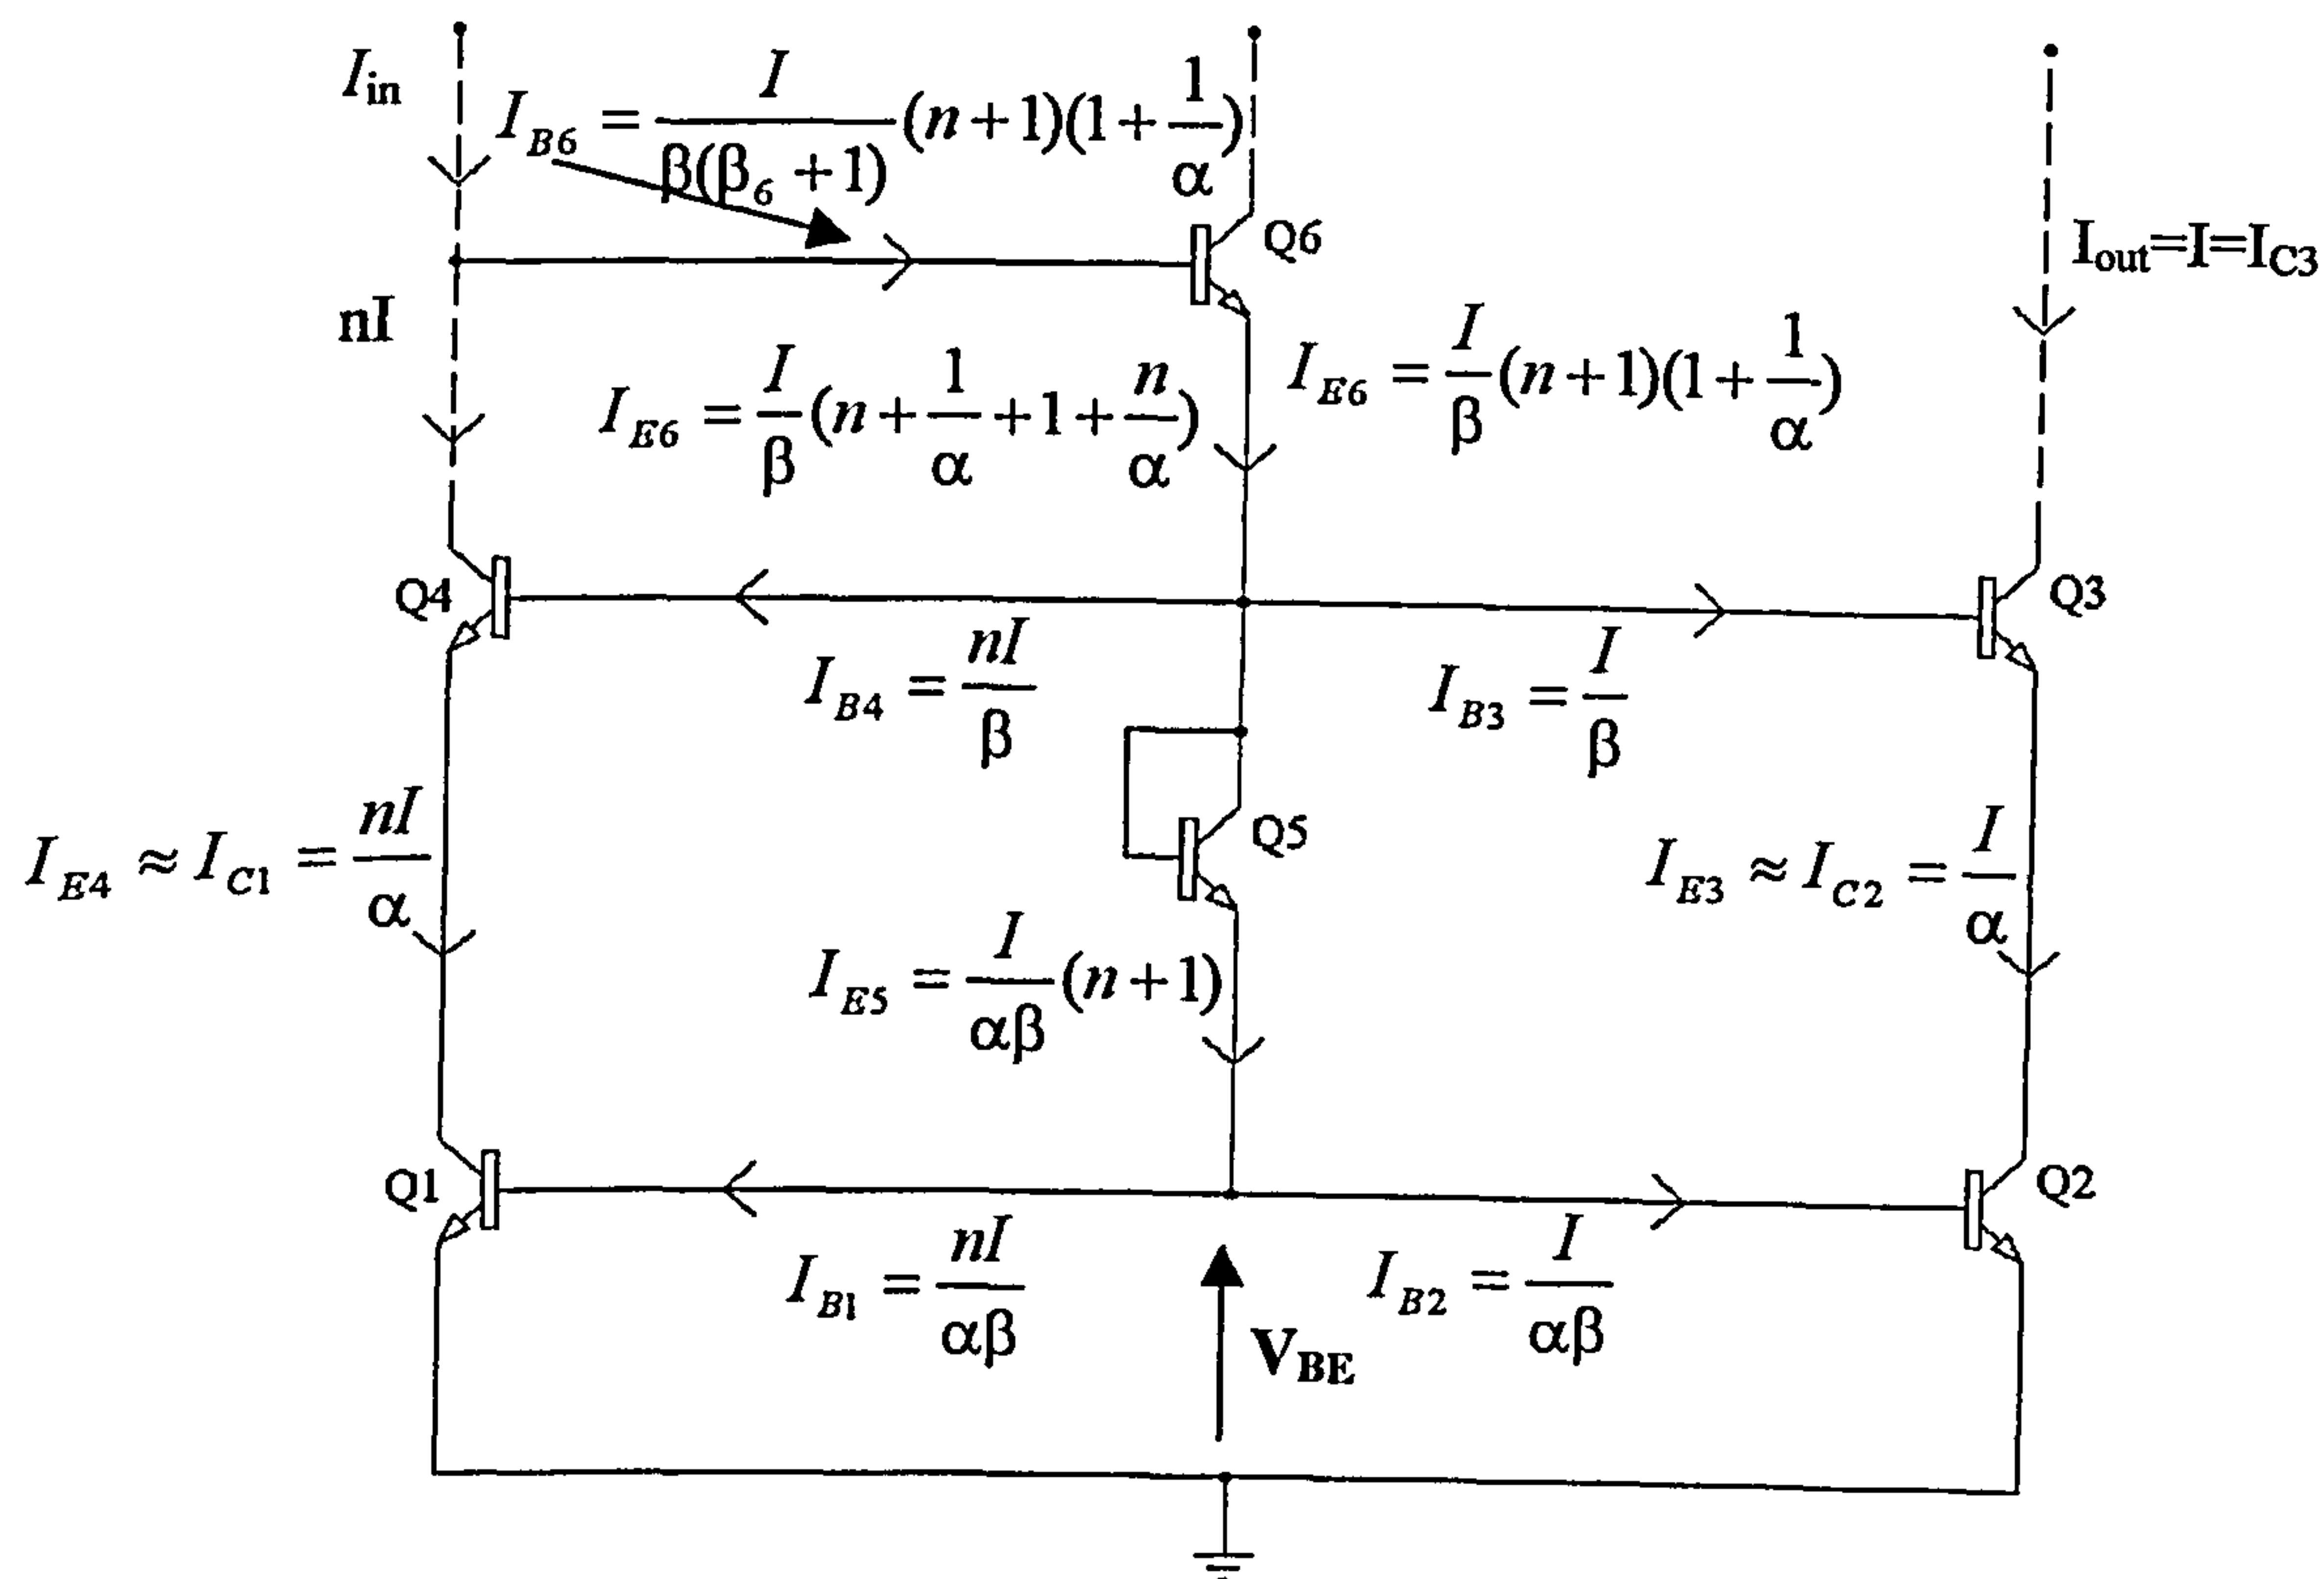 I_in
I_B6 = I/(β(β_6 + 1)) (n + 1)(1 + 1/α)
Q6
I_out=I=I_C3
nI
I_E6 = I/β (n + 1/α + 1 + n/α)
I_E6 = I/β (n + 1)(1 + 1/α)
Q4
Q3
I_B4 = nI/β
I_B3 = I/β
Q5
I_E4 ≈ I_C1 = nI/α
I_E3 ≈ I_C2 = I/α
I_E5 = I/(αβ) (n + 1)
Q1
Q2
I_B1 = nI/(αβ)
I_B2 = I/(αβ)
V_BE